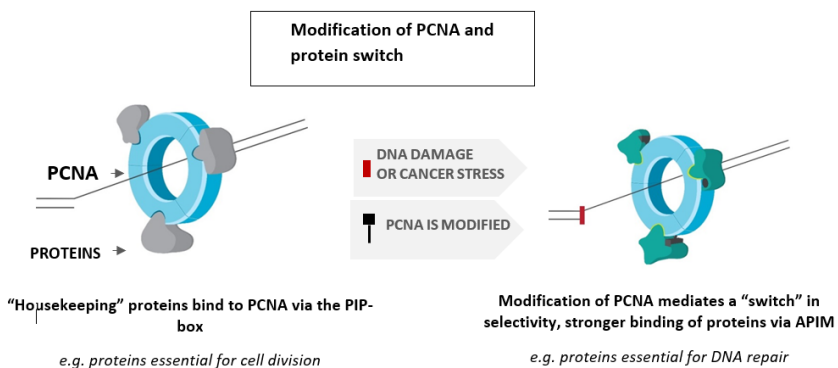 Modification of PCNA and
protein switch
PCNA
PROTEINS
DNA DAMAGE
OR CANCER STRESS
PCNA IS MODIFIED
“Housekeeping” proteins bind to PCNA via the PIP-
box
e.g. proteins essential for cell division
Modification of PCNA mediates a “switch” in
selectivity, stronger binding of proteins via APIM
e.g. proteins essential for DNA repair